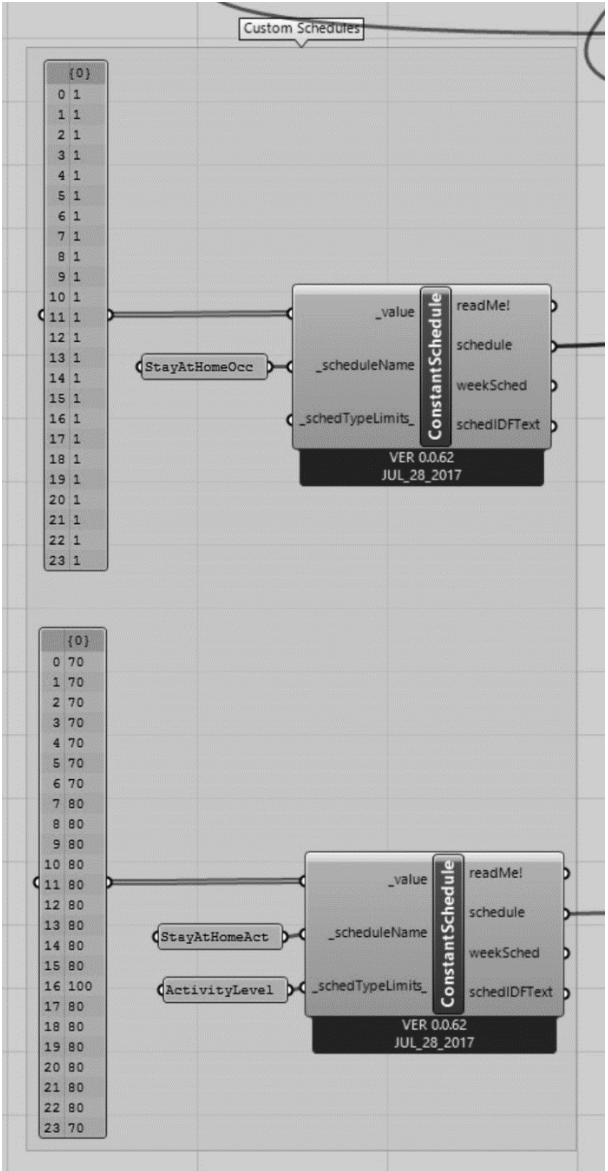 Custom Schedules
{0}
0 1
1 1
2 1
3 1
4 1
5 1
6 1
7 1
8 1
9 1
10 1
11 1
12 1
13 1
14 1
15 1
16 1
17 1
18 1
19 1
20 1
21 1
22 1
23 1
StayAtHomeOcc
_value
_scheduleName
_schedTypeLimits_
ConstantSchedule
readMe!
schedule
weekSched
schedIDFText
VER 0.0.62
JUL_28_2017
{0}
0 70
1 70
2 70
3 70
4 70
5 70
6 70
7 80
8 80
9 80
10 80
11 80
12 80
13 80
14 80
15 80
16 100
17 80
18 80
19 80
20 80
21 80
22 80
23 70
StayAtHomeAct
ActivityLevel
_value
_scheduleName
_schedTypeLimits_
ConstantSchedule
readMe!
schedule
weekSched
schedIDFText
VER 0.0.62
JUL_28_2017